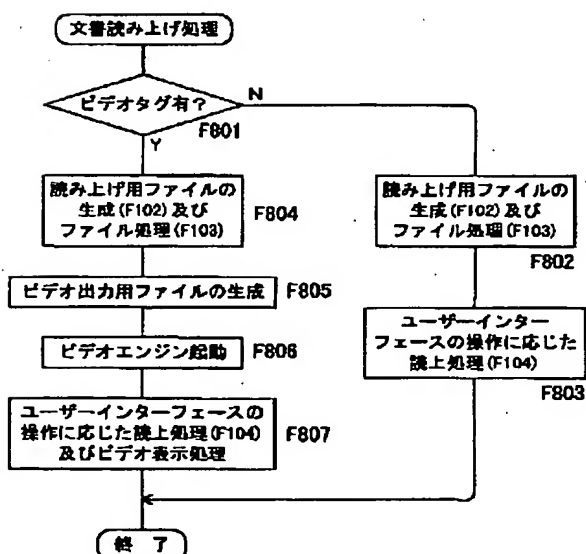 文書読み上げ処理
ビデオタグ有？
N
F801
Y
読み上げ用ファイルの
生成(F102)及び
ファイル処理(F103)
F804
読み上げ用ファイルの
生成(F102)及び
ファイル処理(F103)
F802
ビデオ出力用ファイルの生成
F805
ユーザーインター
フェースの操作に応じた
読上処理(F104)
F803
ビデオエンジン起動
F806
ユーザーインターフェースの
操作に応じた読上処理(F104)
及びビデオ表示処理
F807
終 了